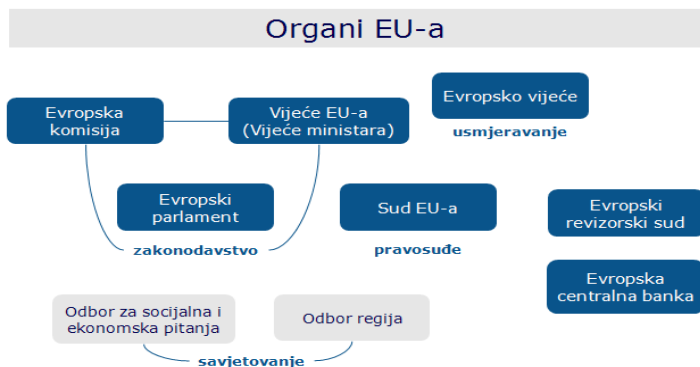 Organi EU-a
Evropska
komisija
Vijeće EU-a
(Vijeće ministara)
Evropsko vijeće
usmjeravanje
Evropski
parlament
zakonodavstvo
Sud EU-a
pravosuđe
Evropski
revizorski sud
Evropska
centralna banka
Odbor za socijalna i
ekonomska pitanja
Odbor regija
savjetovanje